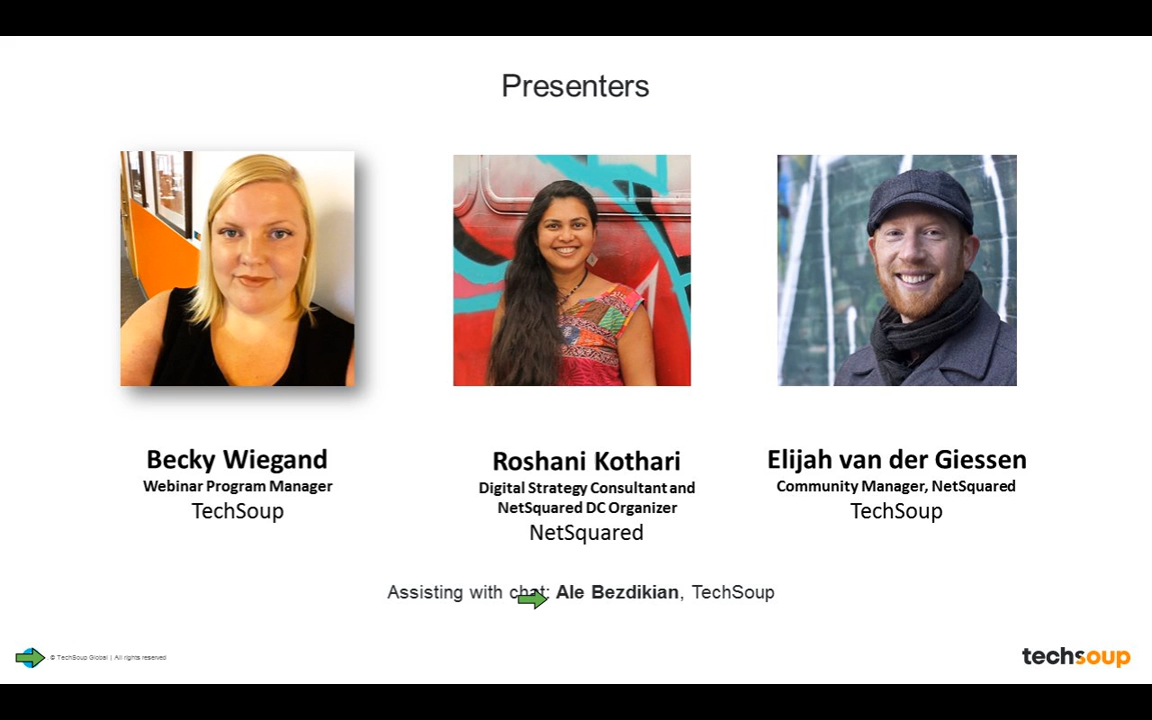 Presenters
Becky Wiegand
Webinar Program Manager
TechSoup
Roshani Kothari
Digital Strategy Consultant and
NetSquared DC Organizer
NetSquared
Elijah van der Giessen
Community Manager, NetSquared
TechSoup
Assisting with chat: Ale Bezdikian, TechSoup
© TechSoup Global | All rights reserved
techsoup